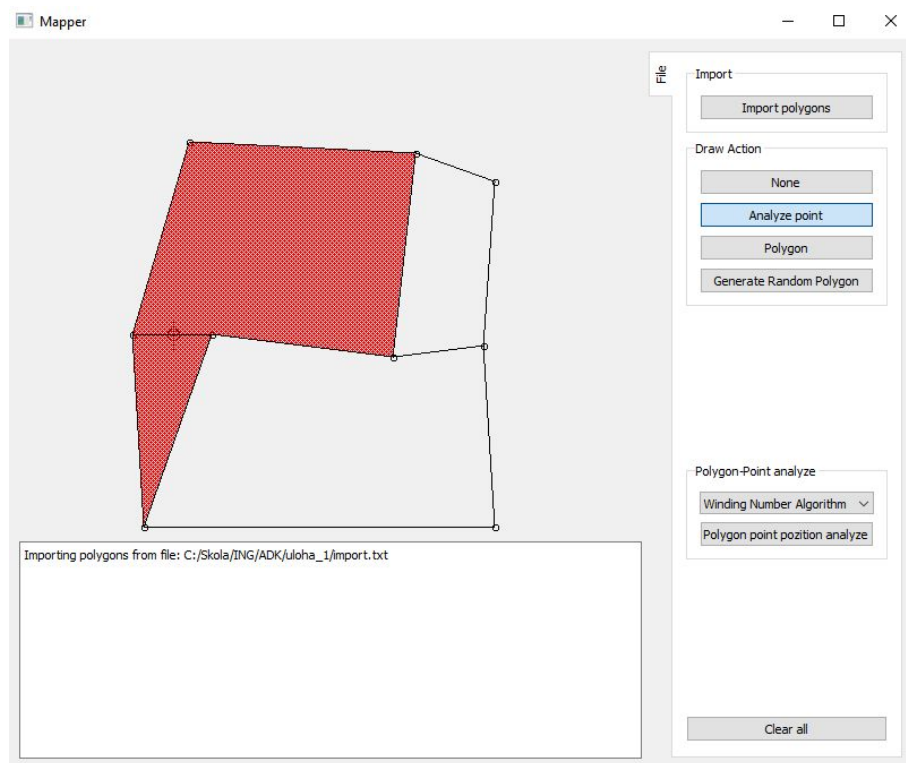 Mapper
File
Import
Import polygons
Draw Action
None
Analyze point
Polygon
Generate Random Polygon
Polygon-Point analyze
Winding Number Algorithm
Polygon point pozition analyze
Importing polygons from file: C:/Skola/ING/ADK/uloha_1/import.txt
Clear all